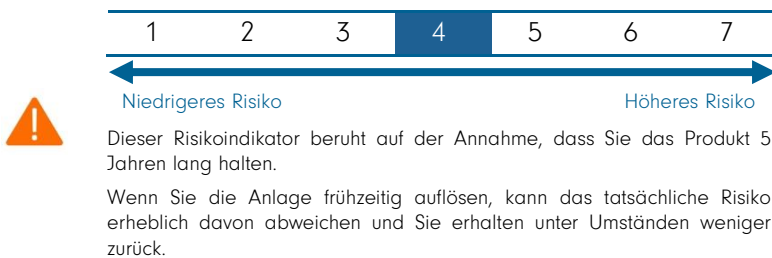 1 2 3 4 5 6 7
Niedrigeres Risiko Höheres Risiko
Dieser Risikoindikator beruht auf der Annahme, dass Sie das Produkt 5
Jahren lang halten.
Wenn Sie die Anlage frühzeitig auflösen, kann das tatsächliche Risiko
erheblich davon abweichen und Sie erhalten unter Umständen weniger
zurück.